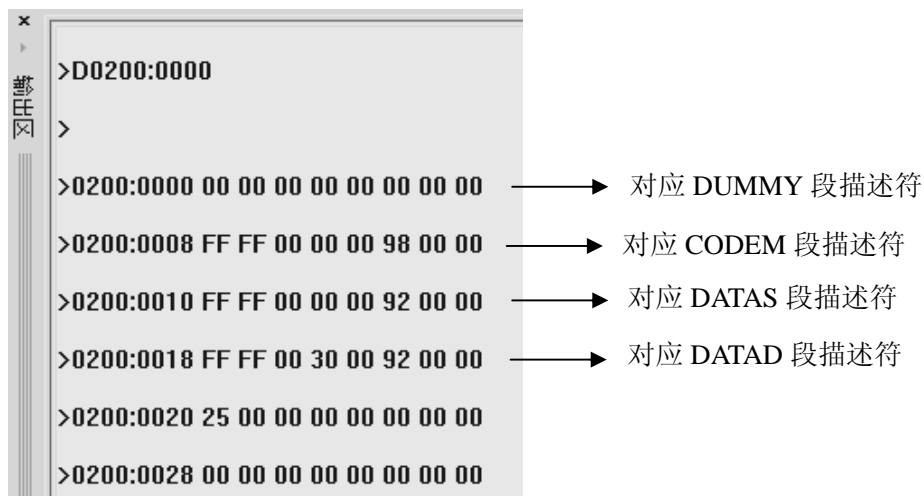 输出区
>D0200:0000
>
>0200:0000 00 00 00 00 00 00 00 00
对应 DUMMY 段描述符
>0200:0008 FF FF 00 00 00 98 00 00
对应 CODEM 段描述符
>0200:0010 FF FF 00 00 00 92 00 00
对应 DATAS 段描述符
>0200:0018 FF FF 00 30 00 92 00 00
对应 DATAD 段描述符
>0200:0020 25 00 00 00 00 00 00 00
>0200:0028 00 00 00 00 00 00 00 00